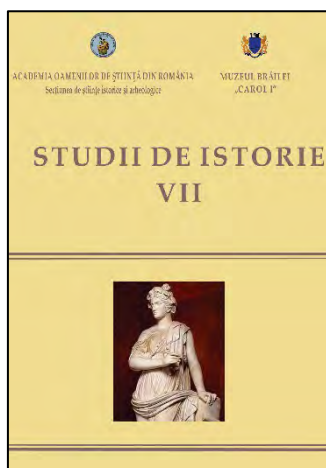 ACADEMIA OAMENILOR DE ȘTIINȚĂ DIN ROMÂNIA
Secțiunea de științe istorice și arheologice
MUZEUL BRĂILEI
„CAROL I”
STUDII DE ISTORIE
VII